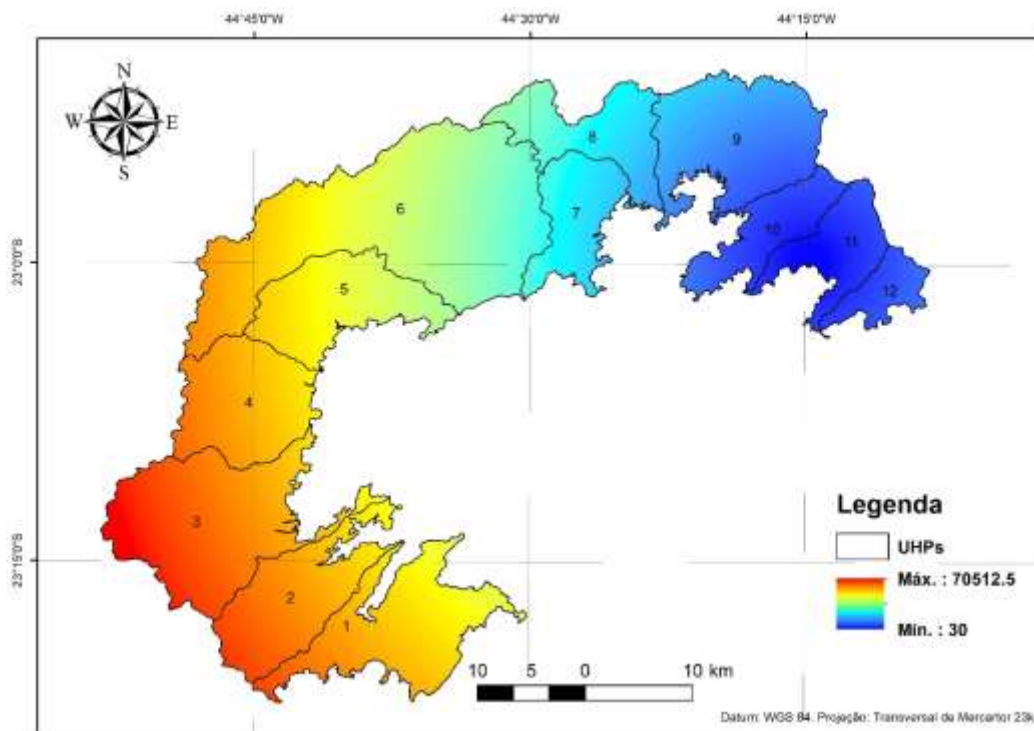 44°45'0"W 44°30'0"W 44°15'0"W
N
W E
S
9
8
6
7
10
11
23°0'0"S
5
12
4
3
Legenda
UHPs
23°15'0"S
Máx. : 70512.5
2
1
Mín. : 30
10 5 0 10 km
Datum: WGS 84. Projeção: Transversal de Mercartor 23k